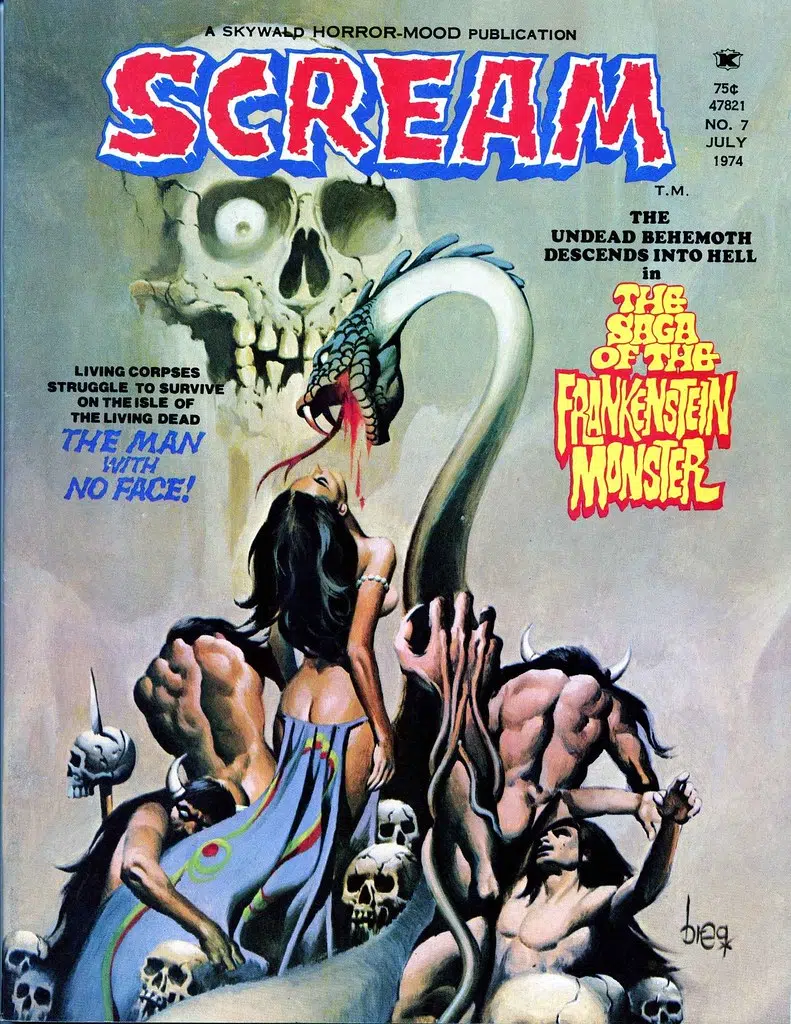 A SKYWALD HORROR-MOOD PUBLICATION
SCREAM
T.M.
K
75¢
47821
NO. 7
JULY
1974
THE
UNDEAD BEHEMOTH
DESCENDS INTO HELL
in
THE
SAGA
OF THE
FRANKENSTEIN
MONSTER
LIVING CORPSES
STRUGGLE TO SURVIVE
ON THE ISLE OF
THE LIVING DEAD
THE MAN
WITH
NO FACE!